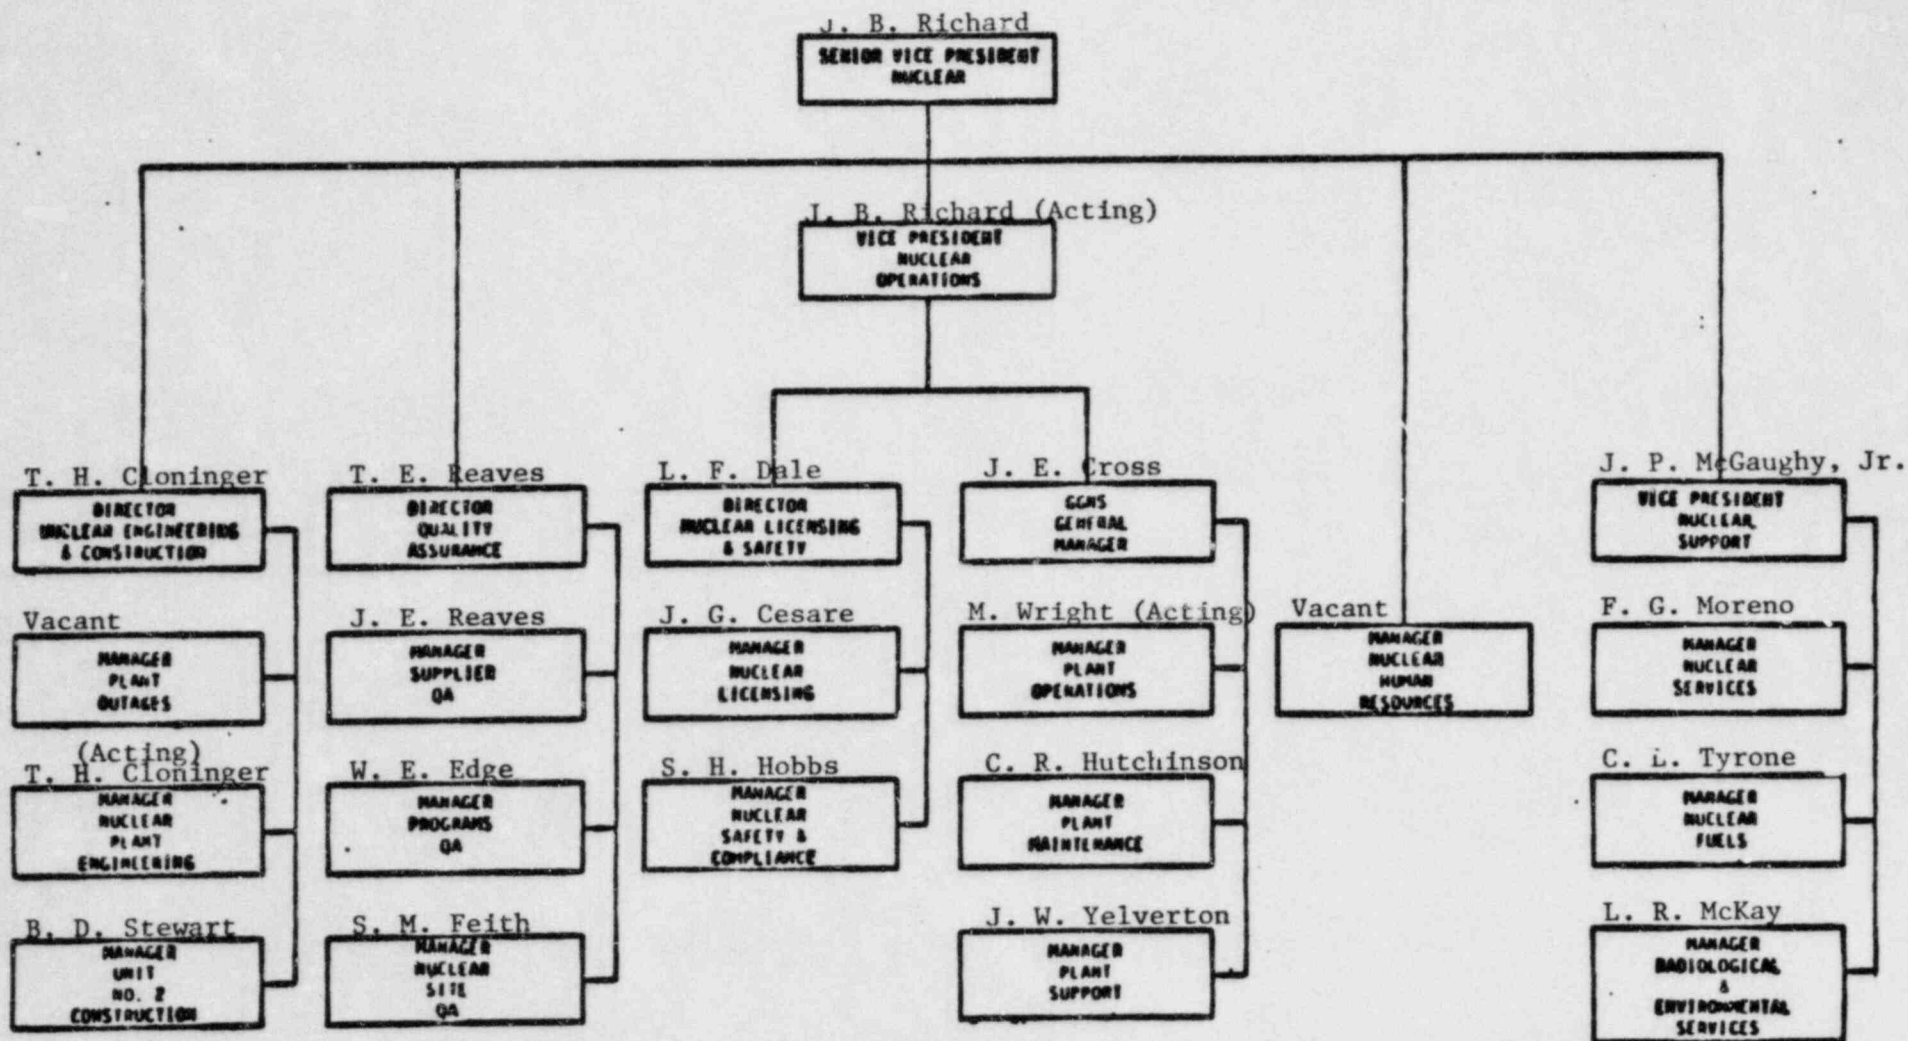 J. B. Richard
SENIOR VICE PRESIDENT
NUCLEAR
J. B. Richard (Acting)
VICE PRESIDENT
NUCLEAR
OPERATIONS
T. H. Cloninger
DIRECTOR
NUCLEAR ENGINEERING
& CONSTRUCTION
Vacant
MANAGER
PLANT
OUTAGES
(Acting)
T. H. Cloninger
MANAGER
NUCLEAR
PLANT
ENGINEERING
B. D. Stewart
MANAGER
UNIT
NO. 2
CONSTRUCTION
T. E. Reaves
DIRECTOR
QUALITY
ASSURANCE
J. E. Reaves
MANAGER
SUPPLIER
QA
W. E. Edge
MANAGER
PROGRAMS
QA
S. M. Feith
MANAGER
NUCLEAR
SITE
QA
L. F. Dale
DIRECTOR
NUCLEAR LICENSING
& SAFETY
J. G. Cesare
MANAGER
NUCLEAR
LICENSING
S. H. Hobbs
MANAGER
NUCLEAR
SAFETY &
COMPLIANCE
J. E. Cross
GGNS
GENERAL
MANAGER
M. Wright (Acting)
MANAGER
PLANT
OPERATIONS
C. R. Hutchinson
MANAGER
PLANT
MAINTENANCE
J. W. Yelverton
MANAGER
PLANT
SUPPORT
Vacant
MANAGER
NUCLEAR
HUMAN
RESOURCES
J. P. McGaughy, Jr.
VICE PRESIDENT
NUCLEAR
SUPPORT
F. G. Moreno
MANAGER
NUCLEAR
SERVICES
C. L. Tyrone
MANAGER
NUCLEAR
FUELS
L. R. McKay
MANAGER
RADIOLOGICAL
&
ENVIRONMENTAL
SERVICES